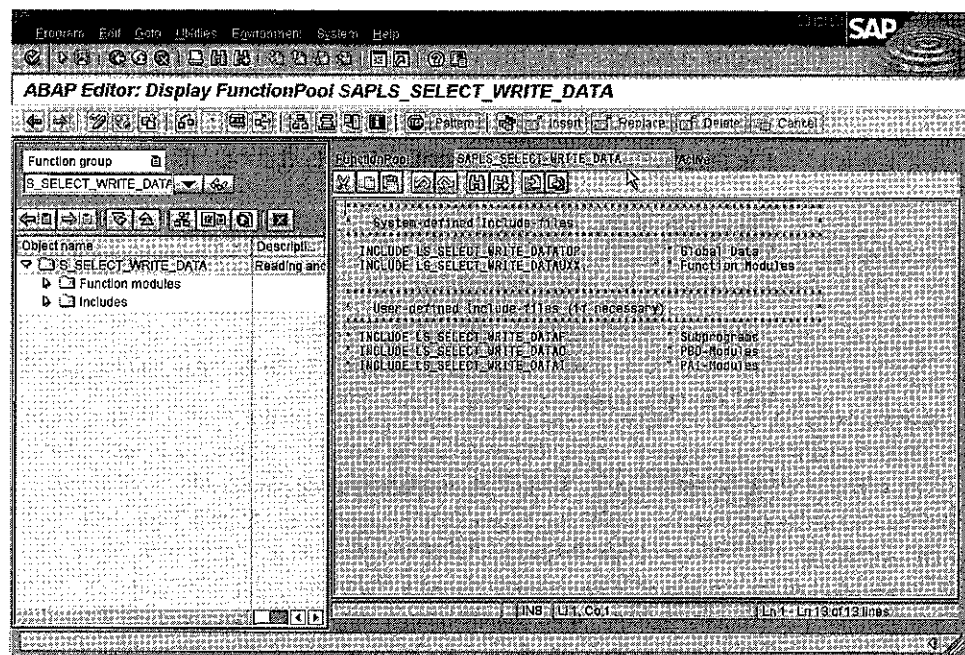 Program Edit Goto Utilities Environment System Help
SAP
ABAP Editor: Display FunctionPool SAPLS_SELECT_WRITE_DATA
Pattern Insert Replace Delete Cancel
Function group
FunctionPool SAPLS_SELECT_WRITE_DATA Active
S_SELECT_WRITE_DATA
*****
* System-defined Include-files. *
*****
Object name Descripti...
INCLUDE LS_SELECT_WRITE_DATATOP. " Global Data
S_SELECT_WRITE_DATA Reading and
INCLUDE LS_SELECT_WRITE_DATAUXX. " Function Modules
Function modules
Includes
*****
* User-defined Include-files (if necessary). *
*****
* INCLUDE LS_SELECT_WRITE_DATAF " Subprograms
* INCLUDE LS_SELECT_WRITE_DATAO " PBO-Modules
* INCLUDE LS_SELECT_WRITE_DATAI " PAI-Modules
INS Li 1, Co 1 Ln 1 - Ln 13 of 13 lines